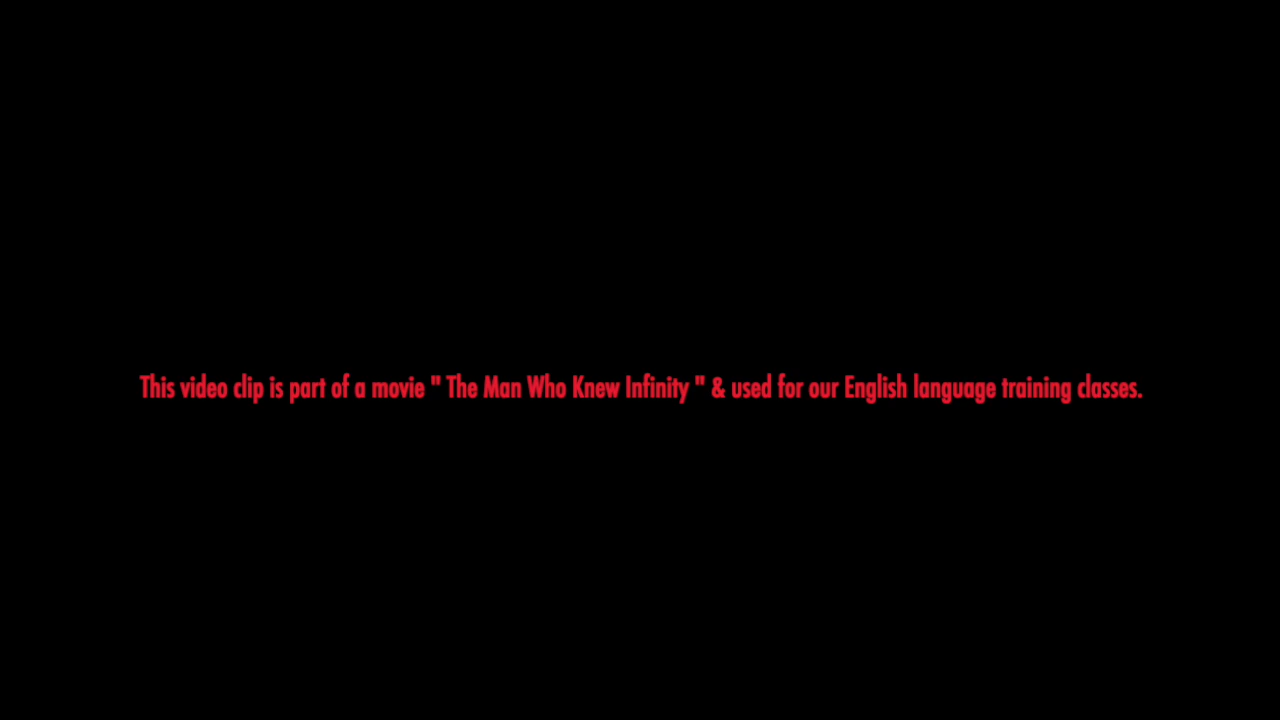 This video clip is part of a movie " The Man Who Knew Infinity " & used for our English language training classes.